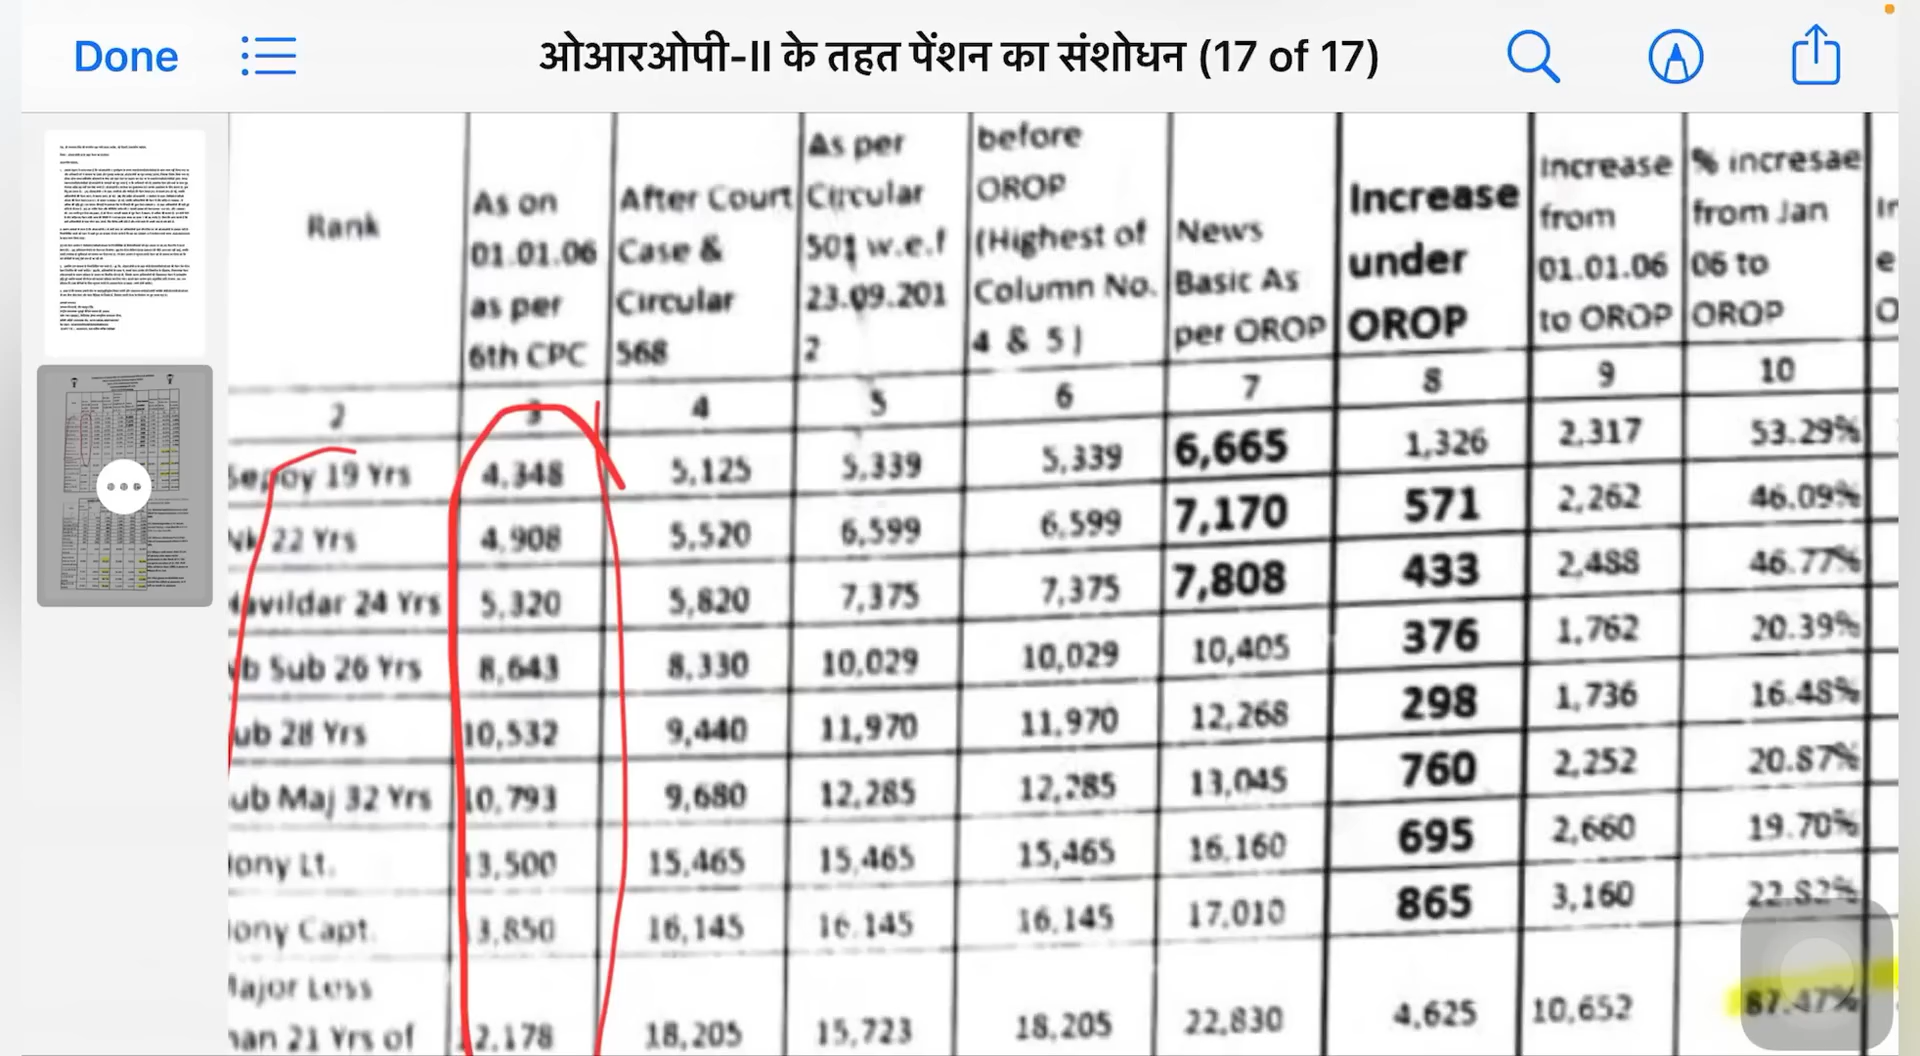 Done
ओआरओपी-II के तहत पेंशन का संशोधन (17 of 17)
Rank
As on
01.01.06
as per
6th CPC
After Court
Case &
Circular
568
As per
Circular
501 w.e.f
23.09.201
2
before
OROP
(Highest of
Column No.
4 & 5)
News
Basic As
per OROP
Increase
under
OROP
Increase
from
01.01.06
to OROP
% incresae
from Jan
06 to
OROP
2 3 4 5 6 7 8 9 10
Sepoy 19 Yrs 4,348 5,125 5,339 5,339 6,665 1,326 2,317 53.29%
Nk 22 Yrs 4,908 5,520 6,599 6,599 7,170 571 2,262 46.09%
Havildar 24 Yrs 5,320 5,820 7,375 7,375 7,808 433 2,488 46.77%
b Sub 26 Yrs 8,643 8,330 10,029 10,029 10,405 376 1,762 20.39%
ub 28 Yrs 10,532 9,440 11,970 11,970 12,268 298 1,736 16.48%
ub Maj 32 Yrs 10,793 9,680 12,285 12,285 13,045 760 2,252 20.87%
ony Lt. 13,500 15,465 15,465 15,465 16,160 695 2,660 19.70%
ony Capt. 13,850 16,145 16,145 16,145 17,010 865 3,160 22.82%
Major Less
han 21 Yrs of 12,178 18,205 15,723 18,205 22,830 4,625 10,652 87.47%